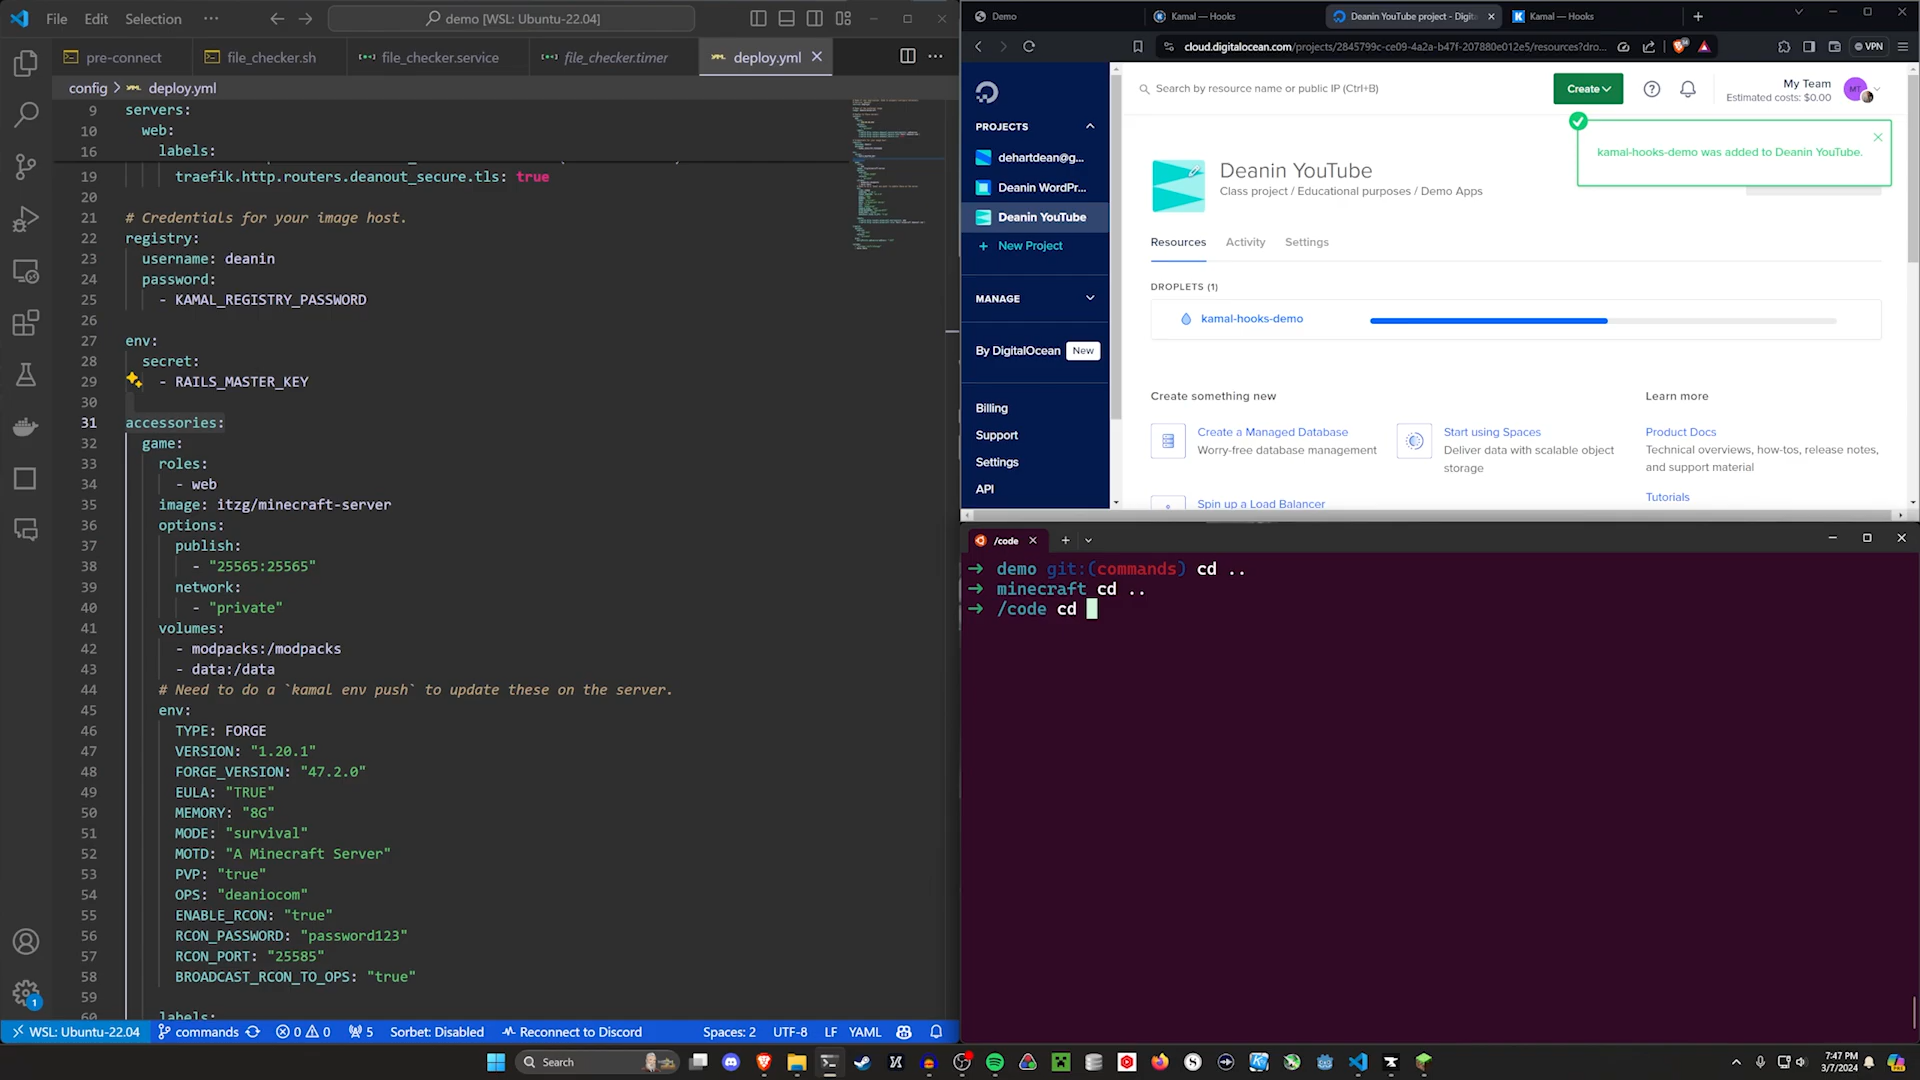 File Edit Selection ···
demo [WSL: Ubuntu-22.04]
pre-connect
file_checker.sh
file_checker.service
file_checker.timer
deploy.yml
config > deploy.yml
9 servers:
10 web:
16 labels:
19 traefik.http.routers.deanout_secure.tls: true
20
21 # Credentials for your image host.
22 registry:
23 username: deanin
24 password:
25 - KAMAL_REGISTRY_PASSWORD
26
27 env:
28 secret:
29 - RAILS_MASTER_KEY
30
31 accessories:
32 game:
33 roles:
34 - web
35 image: itzg/minecraft-server
36 options:
37 publish:
38 - "25565:25565"
39 network:
40 - "private"
41 volumes:
42 - modpacks:/modpacks
43 - data:/data
44 # Need to do a `kamal env push` to update these on the server.
45 env:
46 TYPE: FORGE
47 VERSION: "1.20.1"
48 FORGE_VERSION: "47.2.0"
49 EULA: "TRUE"
50 MEMORY: "8G"
51 MODE: "survival"
52 MOTD: "A Minecraft Server"
53 PVP: "true"
54 OPS: "deaniocom"
55 ENABLE_RCON: "true"
56 RCON_PASSWORD: "password123"
57 RCON_PORT: "25585"
58 BROADCAST_RCON_TO_OPS: "true"
59
60 labels:
1
WSL: Ubuntu-22.04 commands 0 0 5 Sorbet: Disabled Reconnect to Discord Spaces: 2 UTF-8 LF YAML
Demo
Kamal — Hooks
Deanin YouTube project - Digita
Kamal — Hooks
cloud.digitalocean.com/projects/2845799c-ce09-4a2a-b47f-207880e012e5/resources?dro...
VPN
PROJECTS
dehartdean@g...
Deanin WordPr...
Deanin YouTube
+ New Project
MANAGE
By DigitalOcean New
Billing
Support
Settings
API
Search by resource name or public IP (Ctrl+B)
Create
My Team
Estimated costs: $0.00
MT
kamal-hooks-demo was added to Deanin YouTube.
Deanin YouTube
Class project / Educational purposes / Demo Apps
Resources Activity Settings
DROPLETS (1)
kamal-hooks-demo
Create something new
Create a Managed Database
Worry-free database management
Start using Spaces
Deliver data with scalable object
storage
Spin up a Load Balancer
Learn more
Product Docs
Technical overviews, how-tos, release notes,
and support material
Tutorials
/code
→ demo git:(commands) cd ..
→ minecraft cd ..
→ /code cd
Search
7:47 PM
3/7/2024